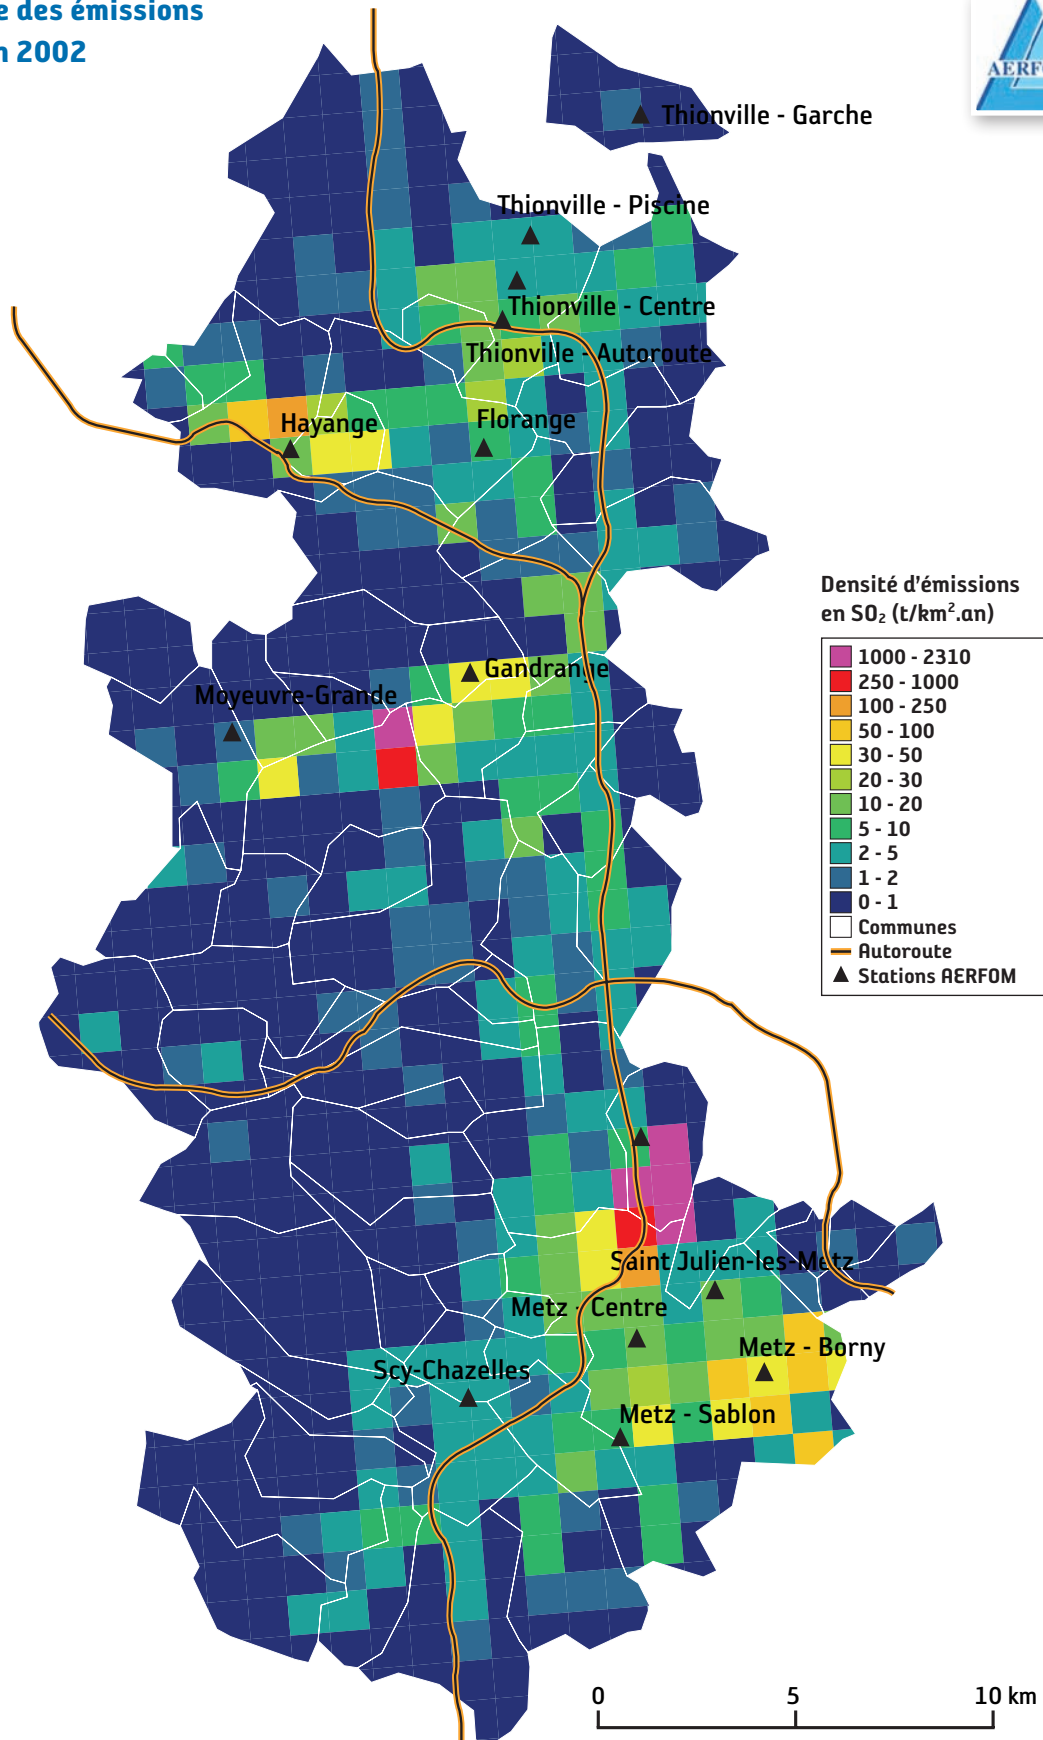 des émissions
2002
Thionville - Garche
Thionville - Piscine
Thionville - Centre
Thionville - Autoroute
Hayange
Florange
Densité d'émissions
en SO₂ (t/km².an)
1000 - 2310
250 - 1000
100 - 250
50 - 100
30 - 50
20 - 30
10 - 20
5 - 10
2 - 5
1 - 2
0 - 1
Communes
Autoroute
Stations AERFOM
Gandrange
Moyeuvre-Grande
Saint Julien-les-Metz
Metz - Centre
Metz - Borny
Scy-Chazelles
Metz - Sablon
0 5 10 km